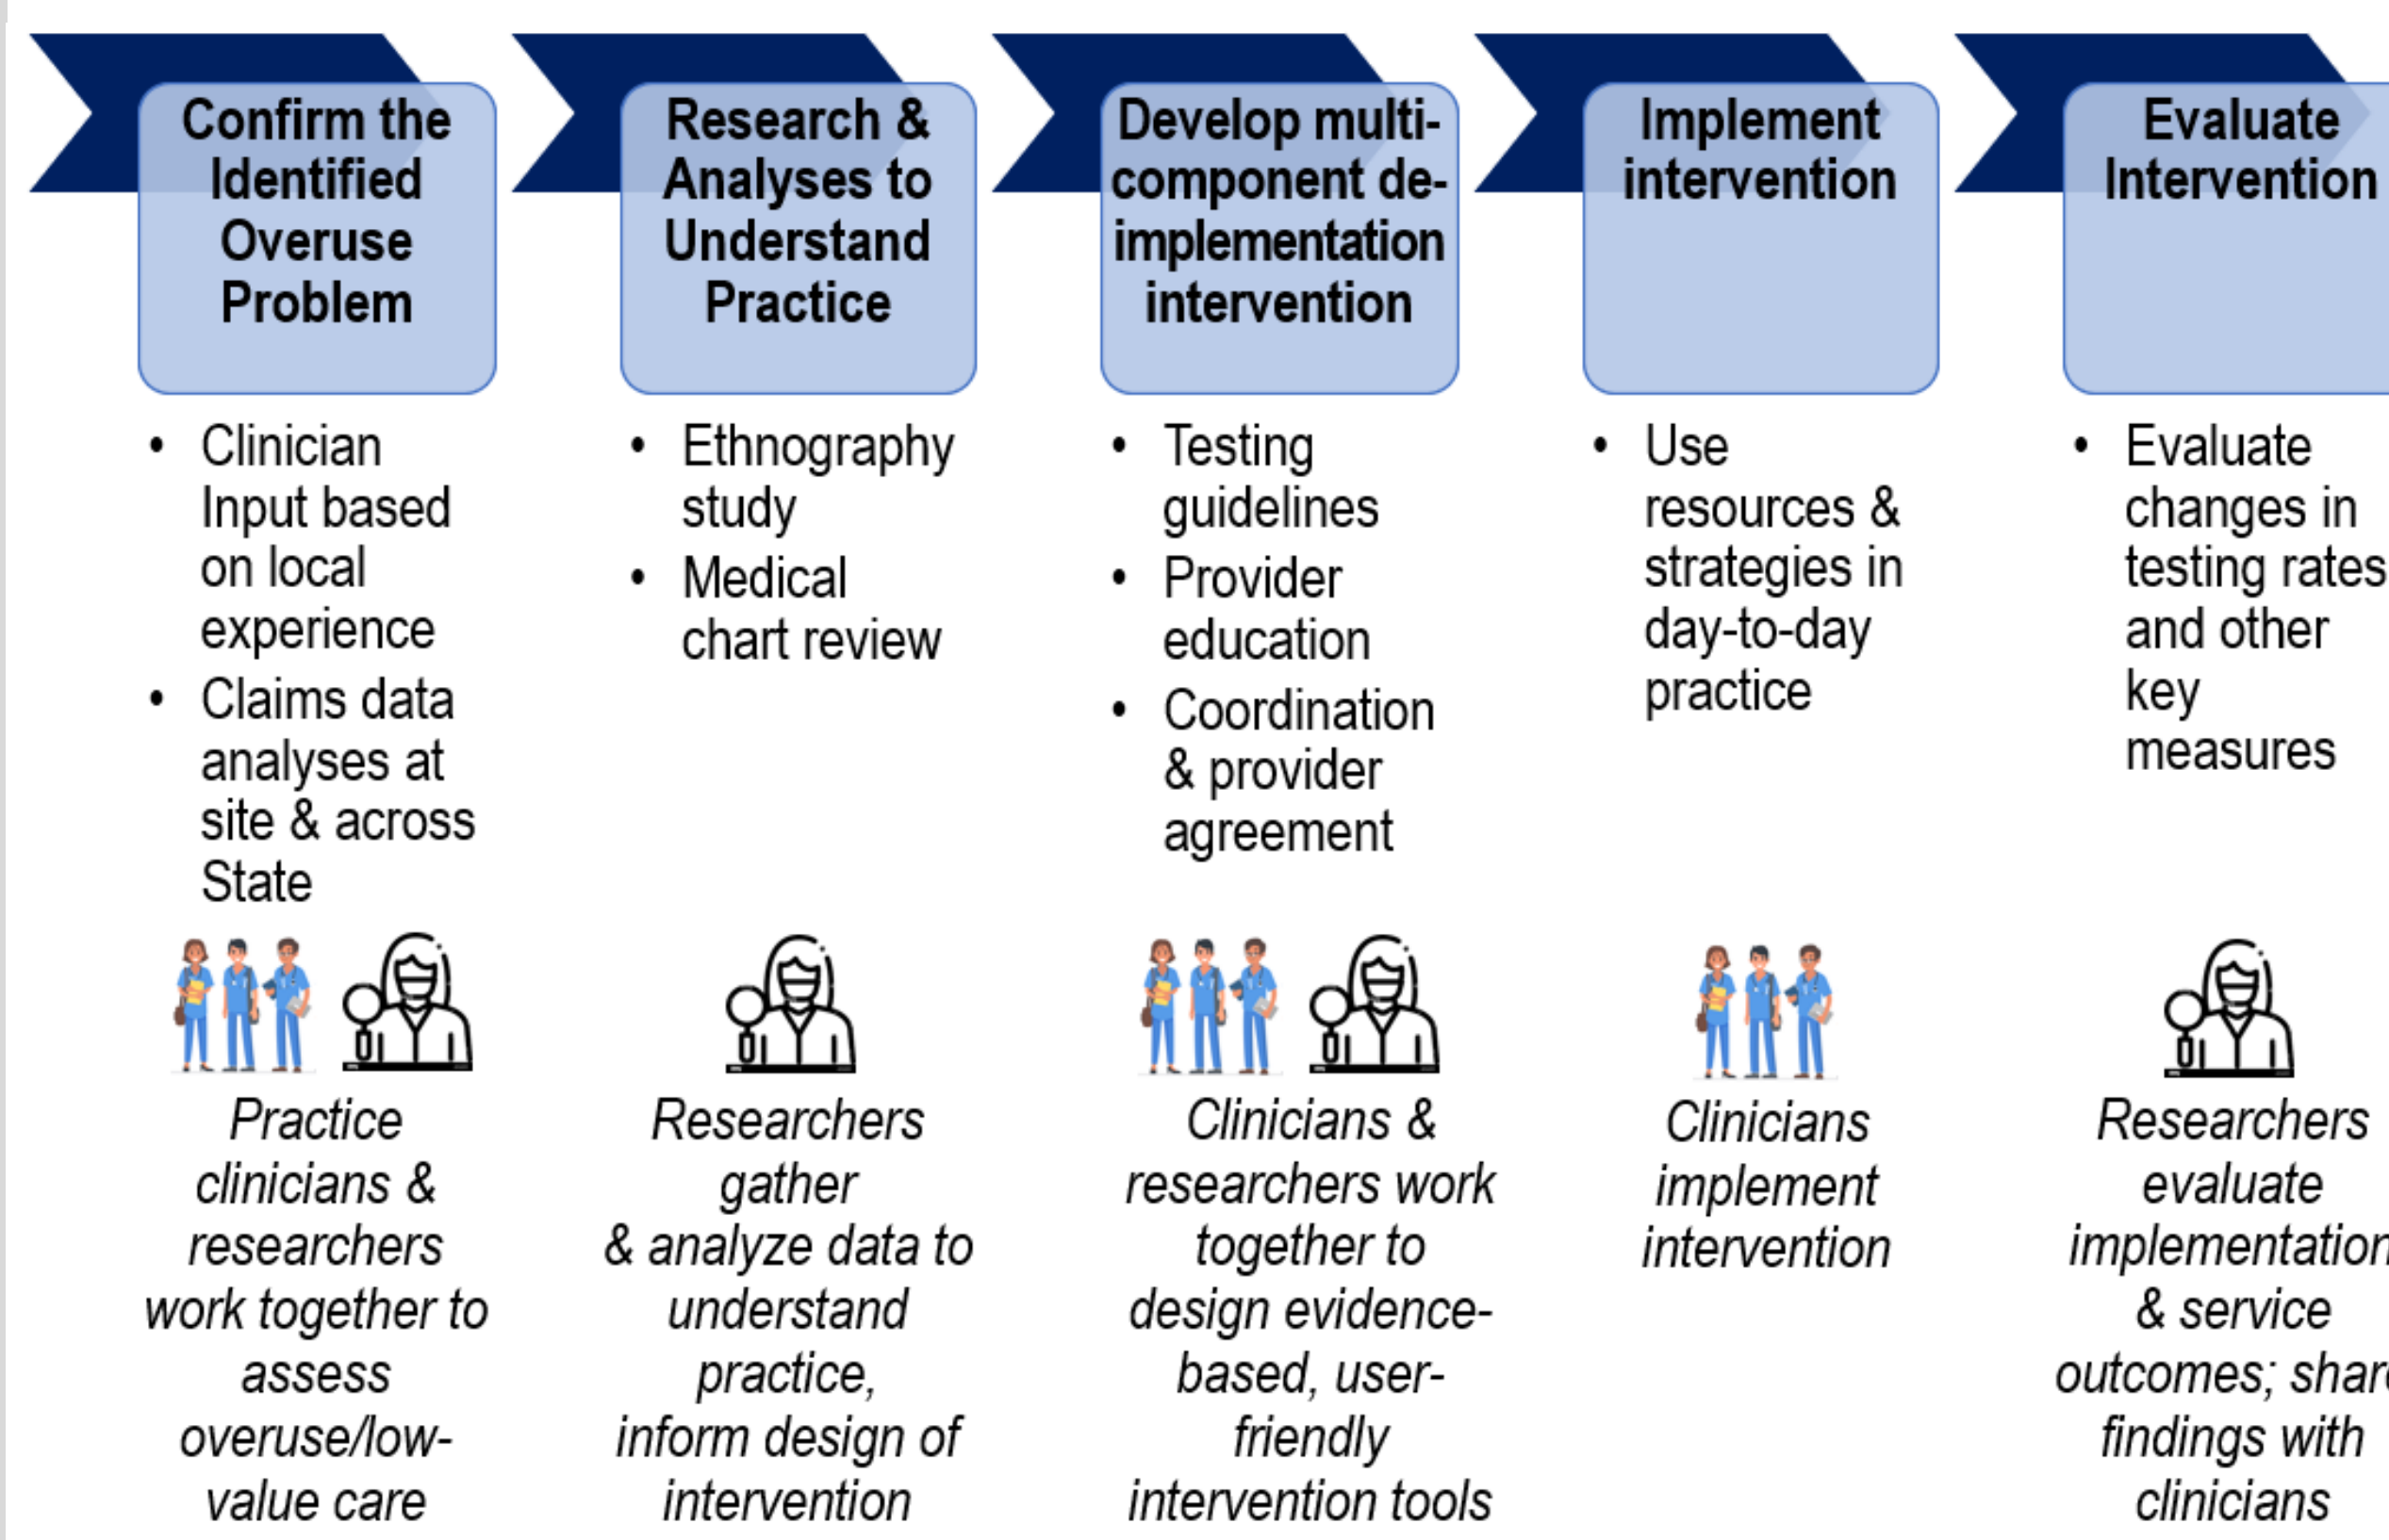 Confirm the
Identified
Overuse
Problem
Research &
Analyses to
Understand
Practice
Develop multi-
component de-
implementation
intervention
Implement
intervention
Evaluate
Intervention
• Clinician
Input based
on local
experience
• Claims data
analyses at
site & across
State
• Ethnography
study
• Medical
chart review
• Testing
guidelines
• Provider
education
• Coordination
& provider
agreement
• Use
resources &
strategies in
day-to-day
practice
• Evaluate
changes in
testing rates
and other
key
measures
Practice
clinicians &
researchers
work together to
assess
overuse/low-
value care
Researchers
gather
& analyze data to
understand
practice,
inform design of
intervention
Clinicians &
researchers work
together to
design evidence-
based, user-
friendly
intervention tools
Clinicians
implement
intervention
Researchers
evaluate
implementation
& service
outcomes; share
findings with
clinicians